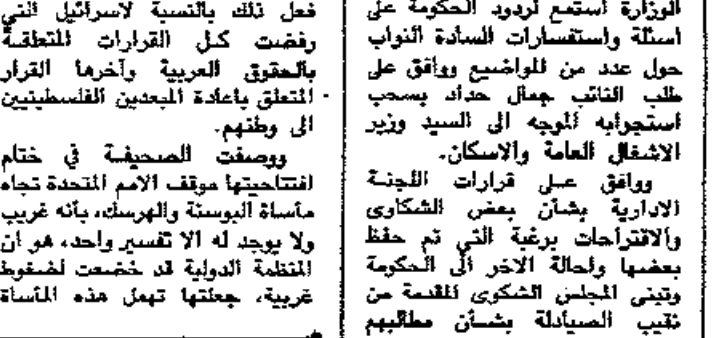 الوزارة استمع لردود الحكومة على
اسئلة واستفسارات السادة النواب
حول عدد من المواضيع ووافق على
طلب النائب جمال حداد بسحب
استجوابه الموجه الى السيد وزير
الاشغال العامة والاسكان.
ووافق على قرارات اللجنة
الادارية بشأن بعض الشكاوى
والاقتراحات برغبة التي تم حفظ
بعضها واحالة الاخر الى الحكومة
وتبنى المجلس الشكوى المقدمة من
نقيب الصيادلة بشأن مطالبهم
فعل ذلك بالنسبة لاسرائيل التي
رفضت كل القرارات المتعلقة
بالحقوق العربية وآخرها القرار
المتعلق باعادة المبعدين الفلسطينيين
الى وطنهم.
ووصفت الصحيفة في ختام
افتتاحيتها موقف الامم المتحدة تجاه
مأساة البوسنة والهرسك، بأنه غريب
ولا يوجد له الا تفسير واحد، هو ان
المنظمة الدولية قد خضعت لضغوط
غربية، جعلتها تهمل هذه المأساة